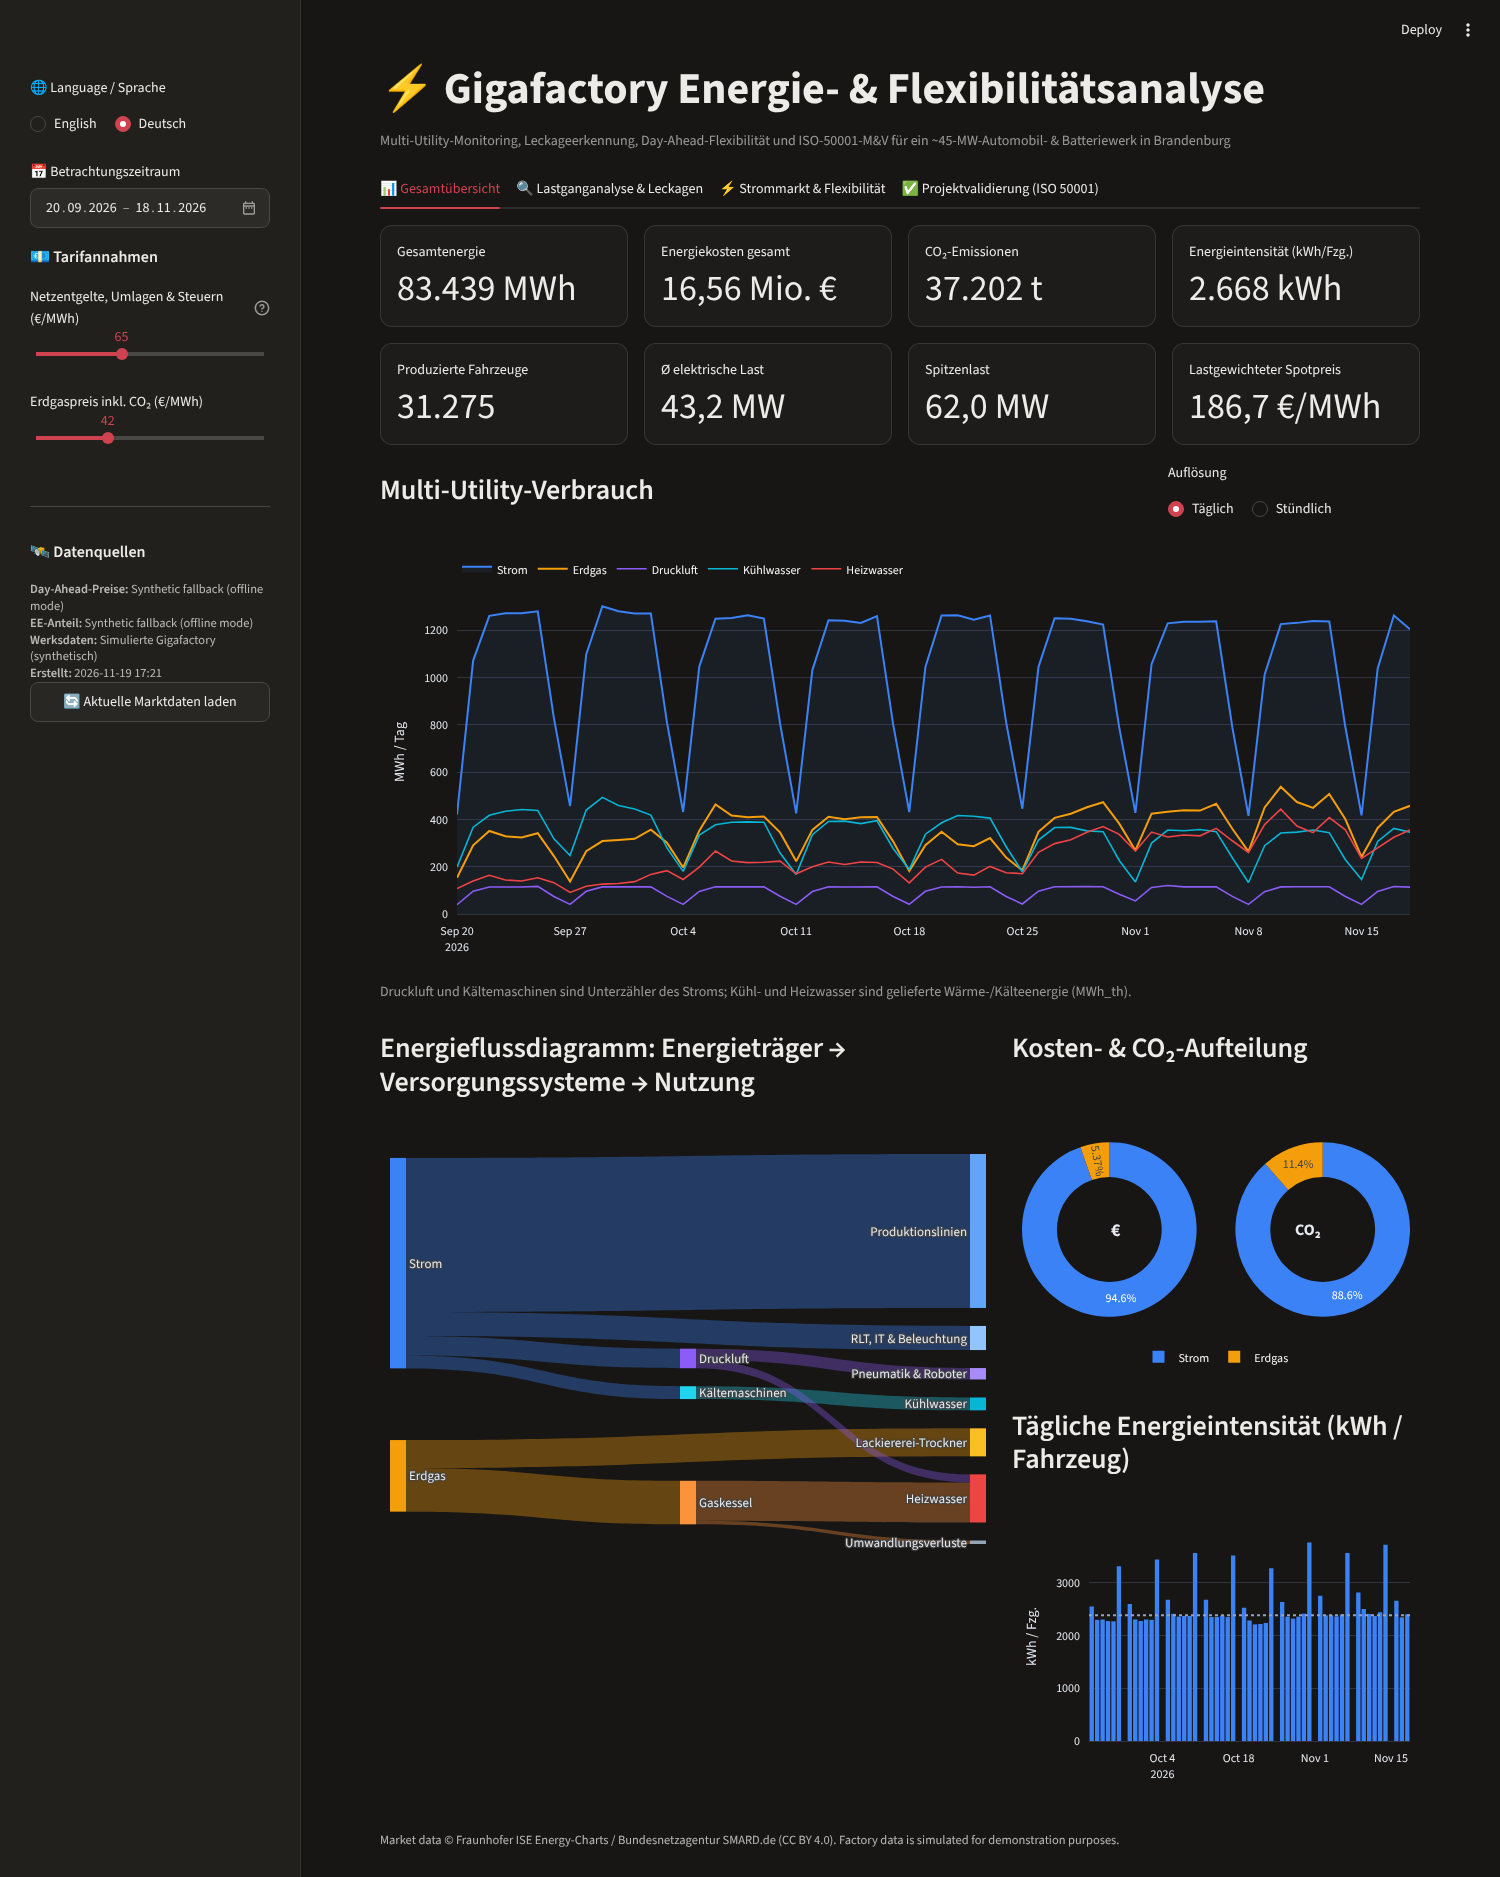 Deploy
🌐 Language / Sprache
English Deutsch
📅 Betrachtungszeitraum
20.09.2026 – 18.11.2026
💶 Tarifannahmen
Netzentgelte, Umlagen & Steuern
(€/MWh)
65
Erdgaspreis inkl. CO₂ (€/MWh)
42
🛰️ Datenquellen
Day-Ahead-Preise: Synthetic fallback (offline
mode)
EE-Anteil: Synthetic fallback (offline mode)
Werksdaten: Simulierte Gigafactory
(synthetisch)
Erstellt: 2026-11-19 17:21
🔄 Aktuelle Marktdaten laden
⚡ Gigafactory Energie- & Flexibilitätsanalyse
Multi-Utility-Monitoring, Leckageerkennung, Day-Ahead-Flexibilität und ISO-50001-M&V für ein ~45-MW-Automobil- & Batteriewerk in Brandenburg
📊 Gesamtübersicht 🔍 Lastganganalyse & Leckagen ⚡ Strommarkt & Flexibilität ✅ Projektvalidierung (ISO 50001)
Gesamtenergie
83.439 MWh
Energiekosten gesamt
16,56 Mio. €
CO₂-Emissionen
37.202 t
Energieintensität (kWh/Fzg.)
2.668 kWh
Produzierte Fahrzeuge
31.275
Ø elektrische Last
43,2 MW
Spitzenlast
62,0 MW
Lastgewichteter Spotpreis
186,7 €/MWh
Multi-Utility-Verbrauch
Auflösung
Täglich Stündlich
Strom Erdgas Druckluft Kühlwasser Heizwasser
MWh / Tag
1200
1000
800
600
400
200
0
Sep 20 Sep 27 Oct 4 Oct 11 Oct 18 Oct 25 Nov 1 Nov 8 Nov 15
2026
Druckluft und Kältemaschinen sind Unterzähler des Stroms; Kühl- und Heizwasser sind gelieferte Wärme-/Kälteenergie (MWh_th).
Energieflussdiagramm: Energieträger →
Versorgungssysteme → Nutzung
Strom
Erdgas
Druckluft
Kältemaschinen
Gaskessel
Produktionslinien
RLT, IT & Beleuchtung
Pneumatik & Roboter
Kühlwasser
Lackiererei-Trockner
Heizwasser
Umwandlungsverluste
Kosten- & CO₂-Aufteilung
5.37%
€
94.6%
11.4%
CO₂
88.6%
Strom Erdgas
Tägliche Energieintensität (kWh /
Fahrzeug)
kWh / Fzg.
3000
2000
1000
0
Oct 4 Oct 18 Nov 1 Nov 15
2026
Market data © Fraunhofer ISE Energy-Charts / Bundesnetzagentur SMARD.de (CC BY 4.0). Factory data is simulated for demonstration purposes.